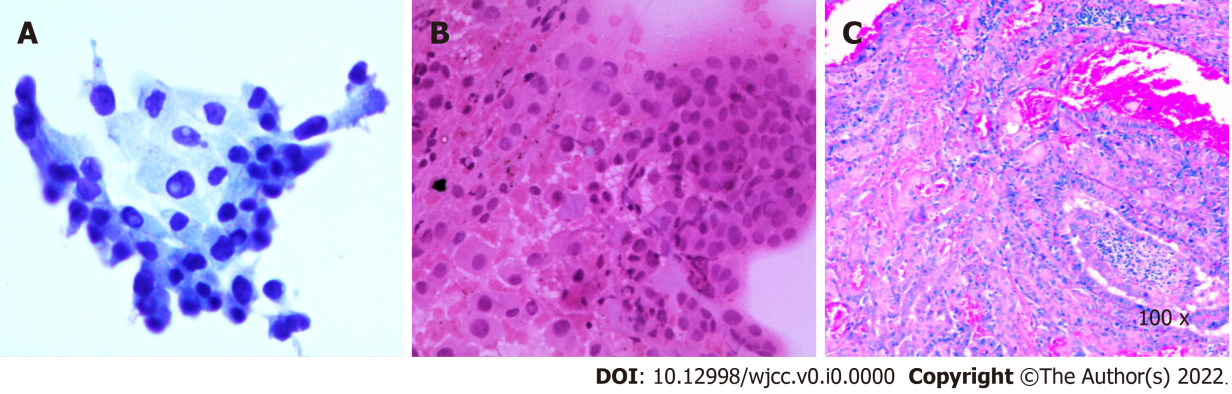 A
B
C
100 x
DOI: 10.12998/wjcc.v0.i0.0000 Copyright ©The Author(s) 2022.